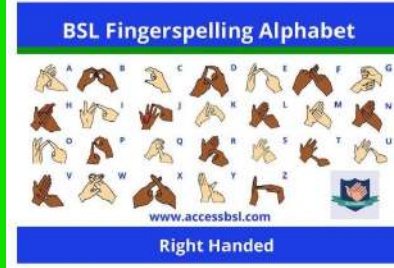 BSL Fingerspelling Alphabet
A B C D E F G
H I J K L M N
O P Q R S T U
V W X Y Z
www.accessbsl.com
Right Handed